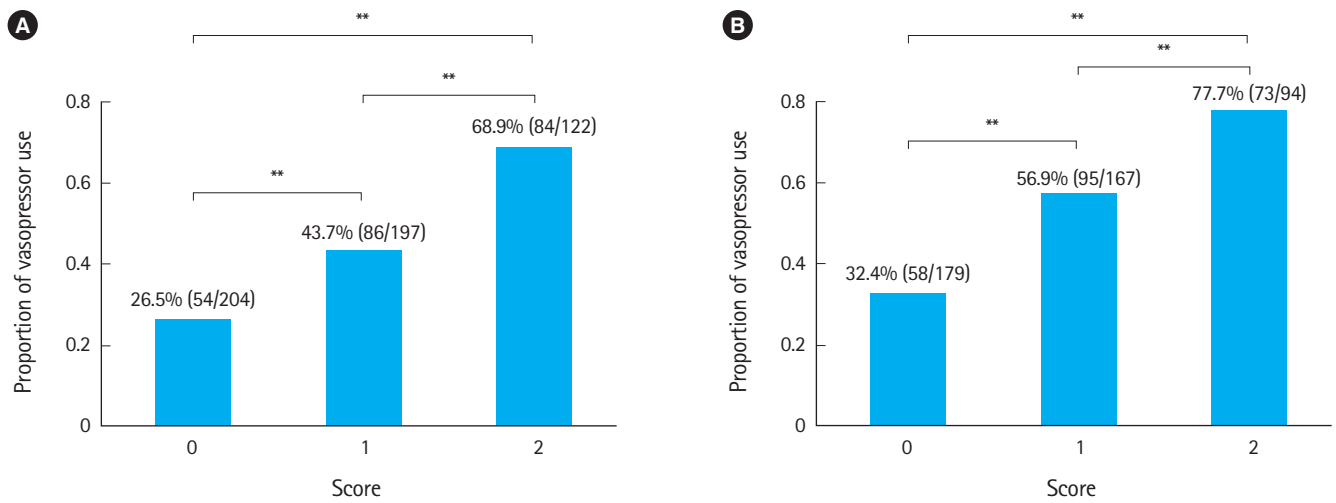 A
**
**
**
Proportion of vasopressor use
0.8
0.6
0.4
0.2
0
26.5% (54/204)
43.7% (86/197)
68.9% (84/122)
0 1 2
Score
B
**
**
**
Proportion of vasopressor use
0.8
0.6
0.4
0.2
0
32.4% (58/179)
56.9% (95/167)
77.7% (73/94)
0 1 2
Score